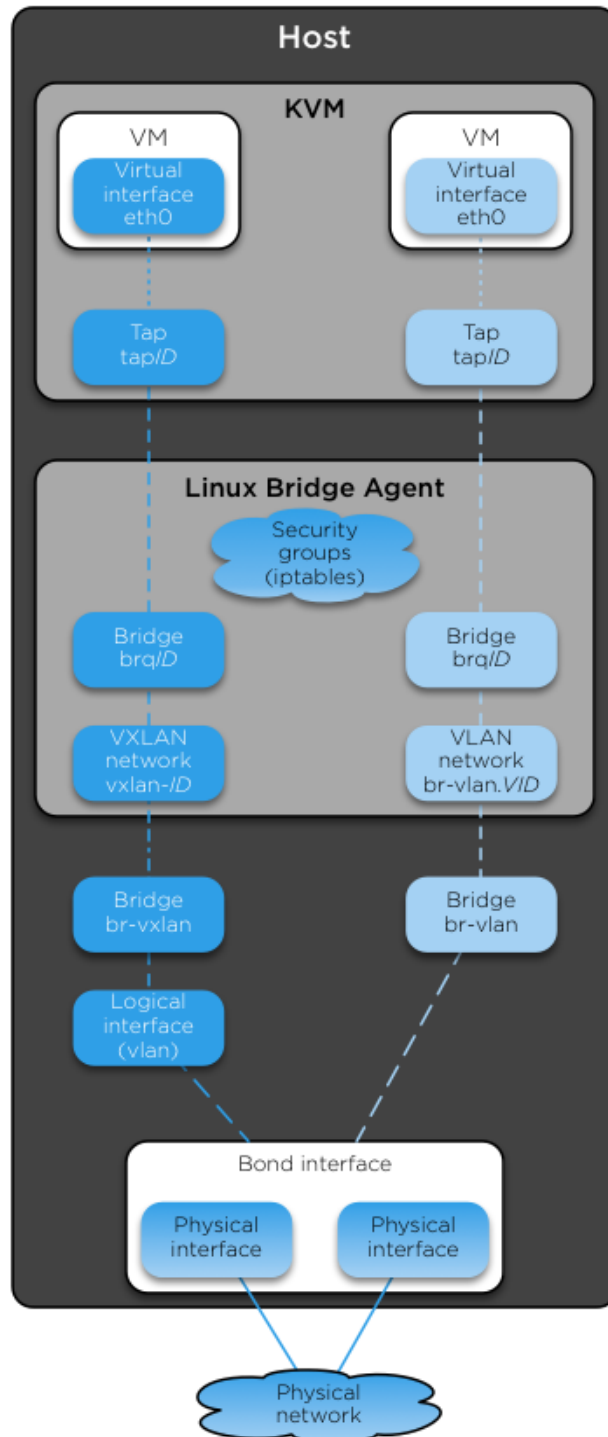 Host
KVM
VM
Virtual
interface
eth0
VM
Virtual
interface
eth0
Tap
tapID
Tap
tapID
Linux Bridge Agent
Security
groups
(iptables)
Bridge
brqID
Bridge
brqID
VXLAN
network
vxlan-ID
VLAN
network
br-vlan.VID
Bridge
br-vxlan
Bridge
br-vlan
Logical
interface
(vlan)
Bond interface
Physical
interface
Physical
interface
Physical
network